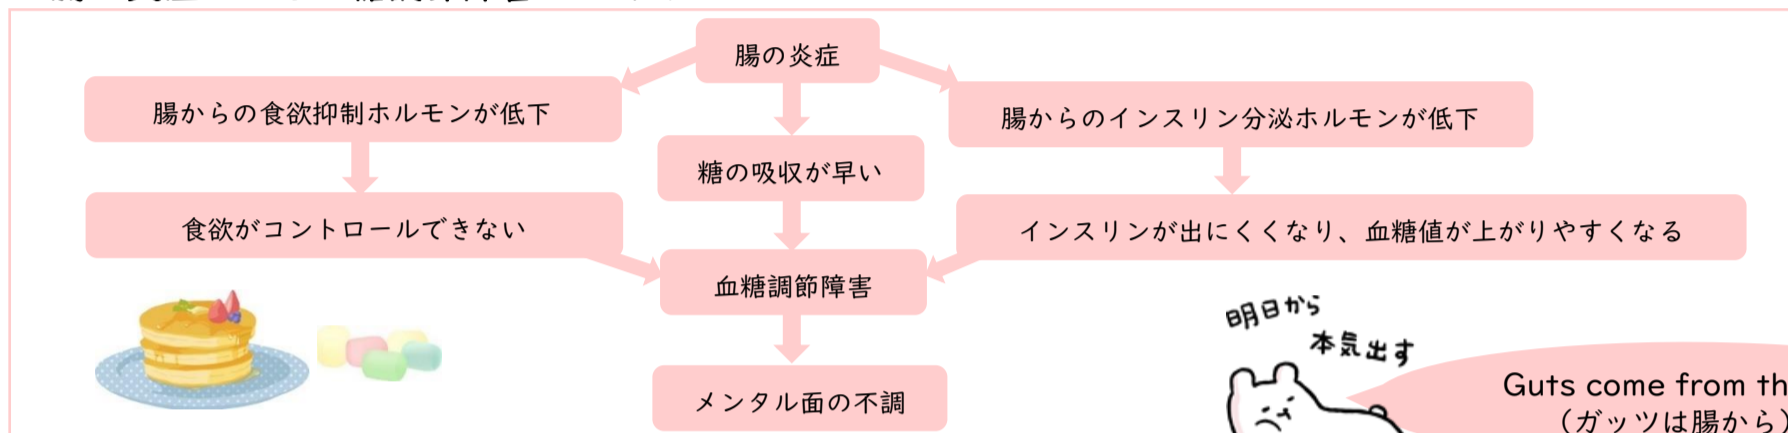 腸の炎症
腸からの食欲抑制ホルモンが低下
腸からのインスリン分泌ホルモンが低下
糖の吸収が早い
食欲がコントロールできない
インスリンが出にくくなり、血糖値が上がりやすくなる
血糖調節障害
メンタル面の不調
明日から
本気出す
Guts come from th
（ガッツは腸から）